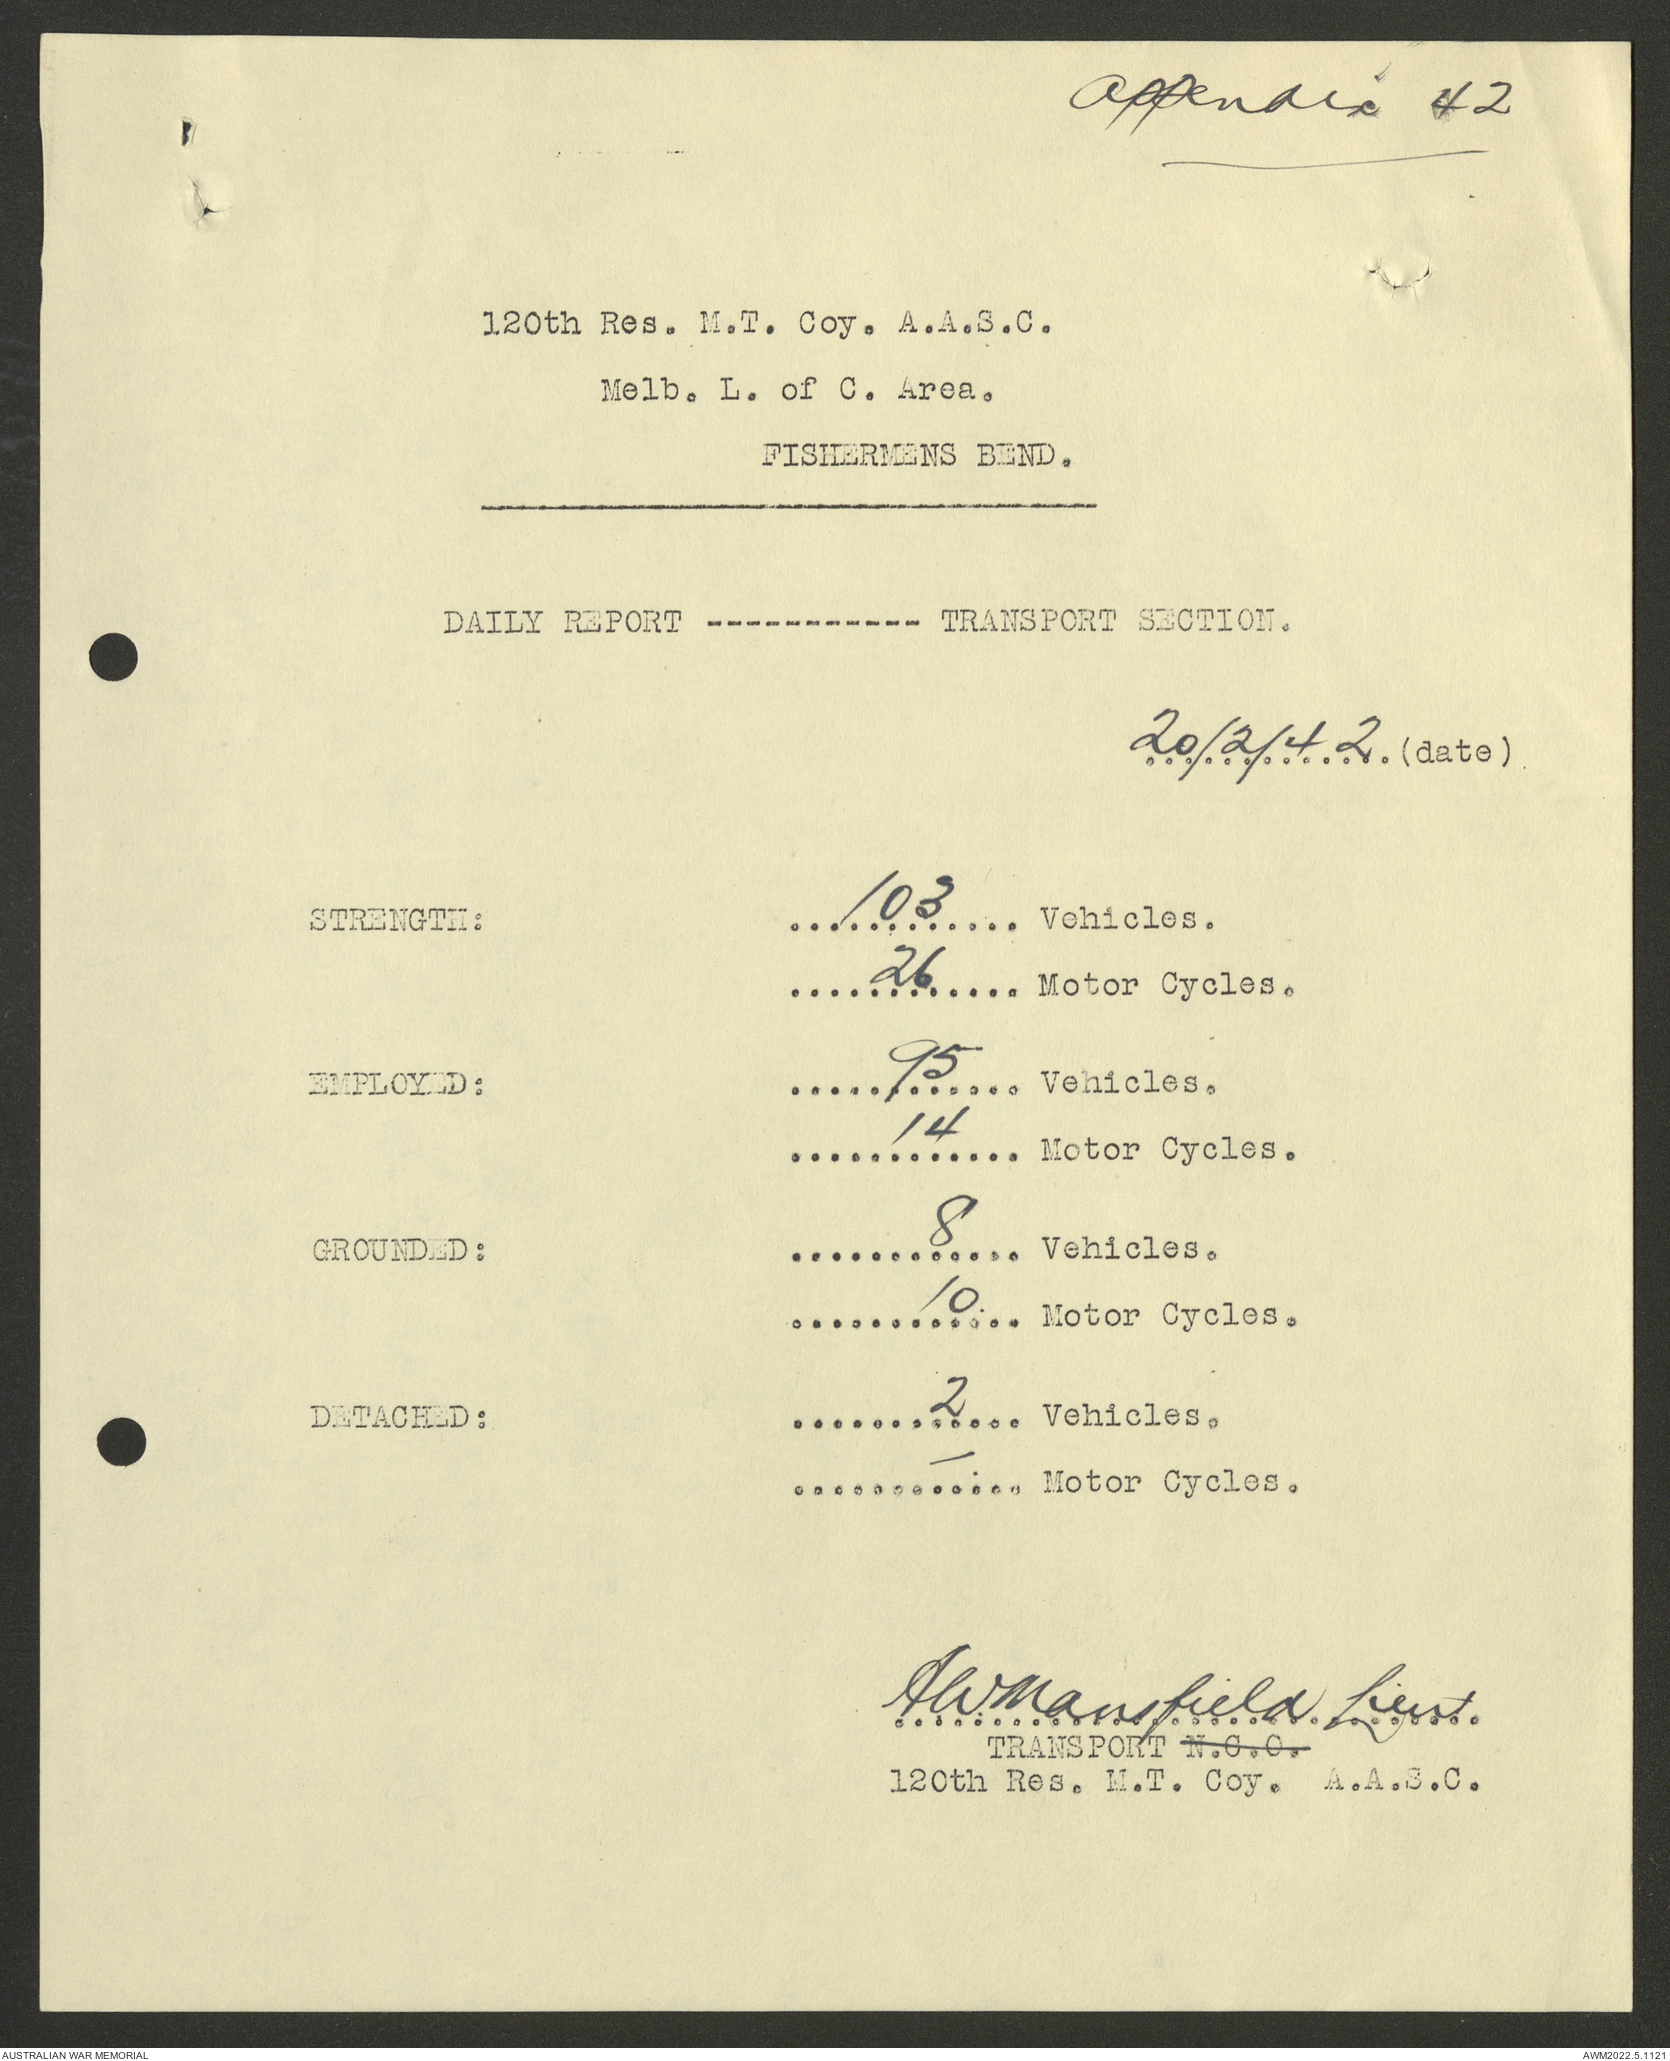 Appendix 42
120th Res. M.T. Coy. A.A.S.C.
Melb. L. of C. Area.
FISHERMENS BEND.
DAILY REPORT ----------- TRANSPORT SECTION.
20/2/42.(date)
STRENGTH: 103 Vehicles.
26 Motor Cycles.
EMPLOYED: 95 Vehicles.
14 Motor Cycles.
GROUNDED: 8 Vehicles.
10 Motor Cycles.
DETACHED: 2 Vehicles.
— Motor Cycles.
AWMansfield Lieut.
TRANSPORT N.C.O.
120th Res. M.T. Coy. A.A.S.C.
AUSTRALIAN WAR MEMORIAL
AWM2022.5.1121